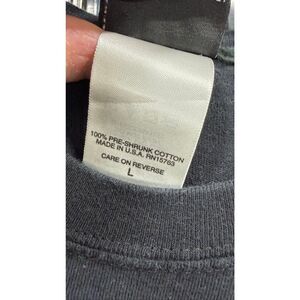 100% PRE-SHRUNK COTTON
MADE IN U.S.A. RN15763
CARE ON REVERSE
L